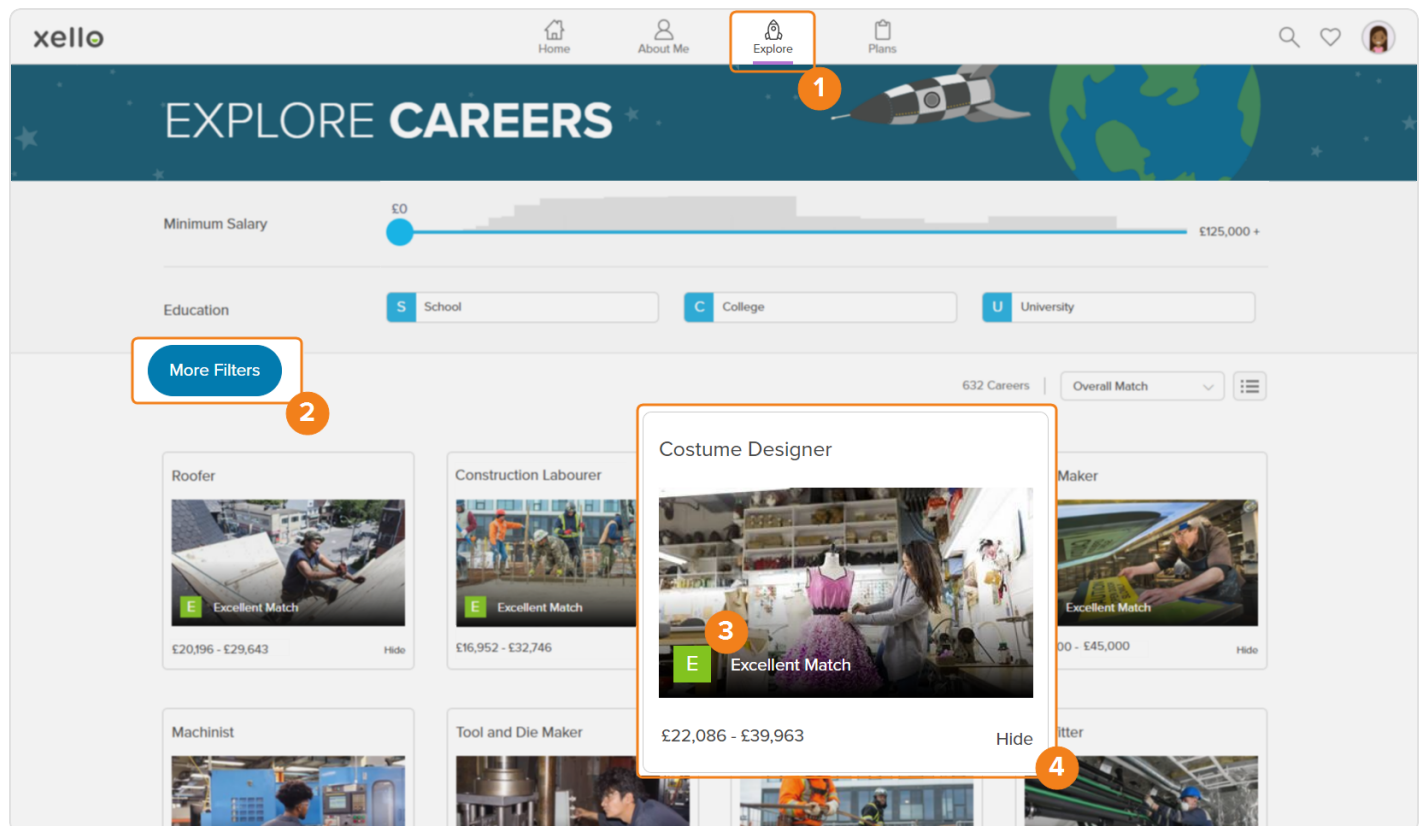 xello
Home
About Me
Explore
Plans
1
EXPLORE CAREERS
Minimum Salary
£0
£125,000 +
Education
S School
C College
U University
More Filters
2
632 Careers
Overall Match
Roofer
E Excellent Match
£20,196 - £29,643
Hide
Construction Labourer
E Excellent Match
£16,952 - £32,746
Costume Designer
3
E Excellent Match
£22,086 - £39,963
Hide
4
Maker
Excellent Match
00 - £45,000
Hide
Machinist
Tool and Die Maker
itter